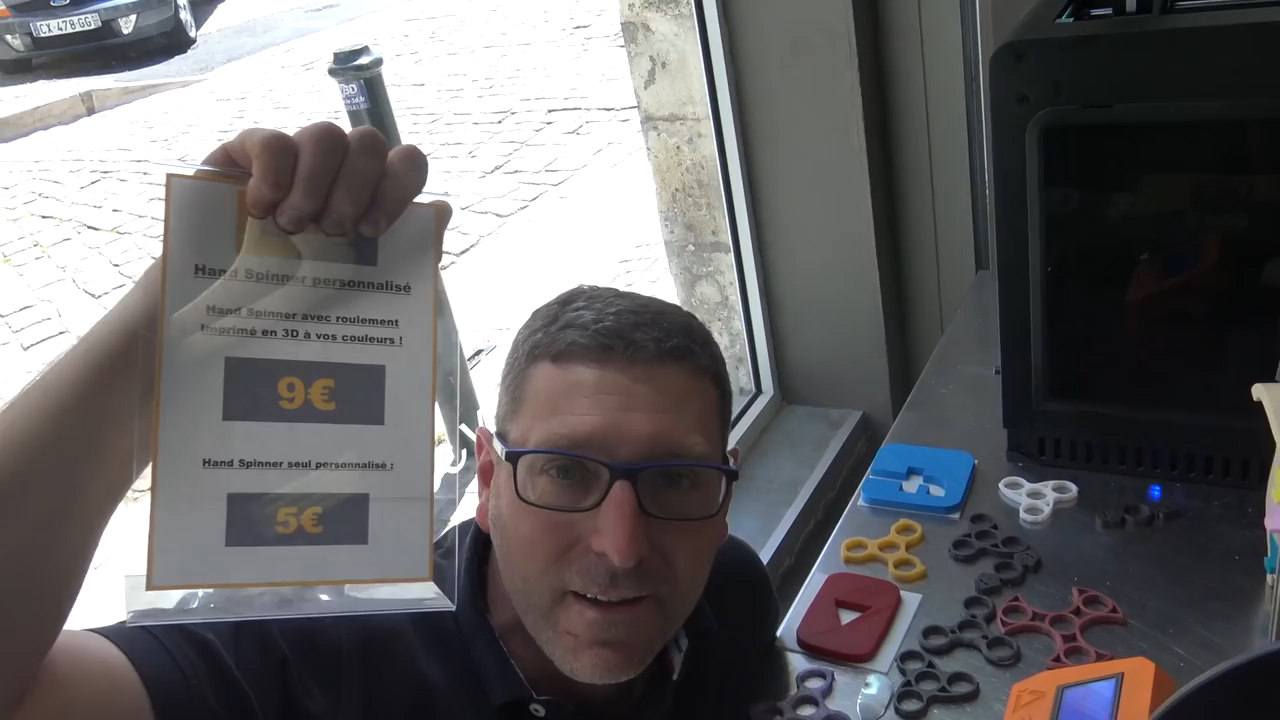 CX-478-GG
3D
Hand Spinner personnalisé
Hand Spinner avec roulement
Imprimé en 3D à vos couleurs !
9€
Hand Spinner seul personnalisé :
5€